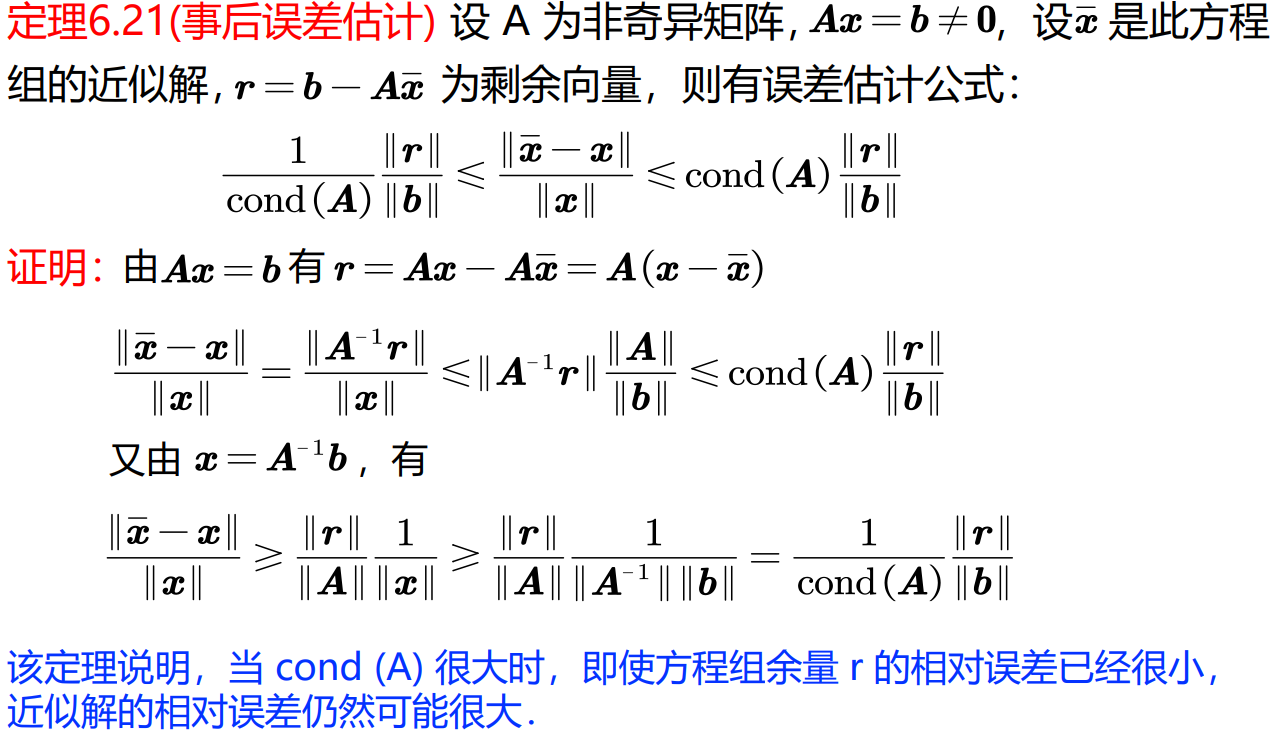 定理6.21(事后误差估计) 设 A 为非奇异矩阵, $\boldsymbol{Ax}=\boldsymbol{b}\neq\boldsymbol{0}$, 设$\bar{\boldsymbol{x}}$ 是此方程
组的近似解, $\boldsymbol{r}=\boldsymbol{b}-\boldsymbol{A}\bar{\boldsymbol{x}}$ 为剩余向量，则有误差估计公式：
$\frac{1}{\mathrm{cond}(\boldsymbol{A})}\frac{\|\boldsymbol{r}\|}{\|\boldsymbol{b}\|}\leqslant\frac{\|\bar{\boldsymbol{x}}-\boldsymbol{x}\|}{\|\boldsymbol{x}\|}\leqslant\mathrm{cond}(\boldsymbol{A})\frac{\|\boldsymbol{r}\|}{\|\boldsymbol{b}\|}$
证明：由$\boldsymbol{Ax}=\boldsymbol{b}$有 $\boldsymbol{r}=\boldsymbol{Ax}-\boldsymbol{A}\bar{\boldsymbol{x}}=\boldsymbol{A}(\boldsymbol{x}-\bar{\boldsymbol{x}})$
$\frac{\|\bar{\boldsymbol{x}}-\boldsymbol{x}\|}{\|\boldsymbol{x}\|}=\frac{\|\boldsymbol{A}^{-1}\boldsymbol{r}\|}{\|\boldsymbol{x}\|}\leqslant\|\boldsymbol{A}^{-1}\boldsymbol{r}\|\frac{\|\boldsymbol{A}\|}{\|\boldsymbol{b}\|}\leqslant\mathrm{cond}(\boldsymbol{A})\frac{\|\boldsymbol{r}\|}{\|\boldsymbol{b}\|}$
又由 $\boldsymbol{x}=\boldsymbol{A}^{-1}\boldsymbol{b}$，有
$\frac{\|\bar{\boldsymbol{x}}-\boldsymbol{x}\|}{\|\boldsymbol{x}\|}\geqslant\frac{\|\boldsymbol{r}\|}{\|\boldsymbol{A}\|}\frac{1}{\|\boldsymbol{x}\|}\geqslant\frac{\|\boldsymbol{r}\|}{\|\boldsymbol{A}\|}\frac{1}{\|\boldsymbol{A}^{-1}\|\|\boldsymbol{b}\|}=\frac{1}{\mathrm{cond}(\boldsymbol{A})}\frac{\|\boldsymbol{r}\|}{\|\boldsymbol{b}\|}$
该定理说明，当 cond (A) 很大时，即使方程组余量 r 的相对误差已经很小，
近似解的相对误差仍然可能很大.